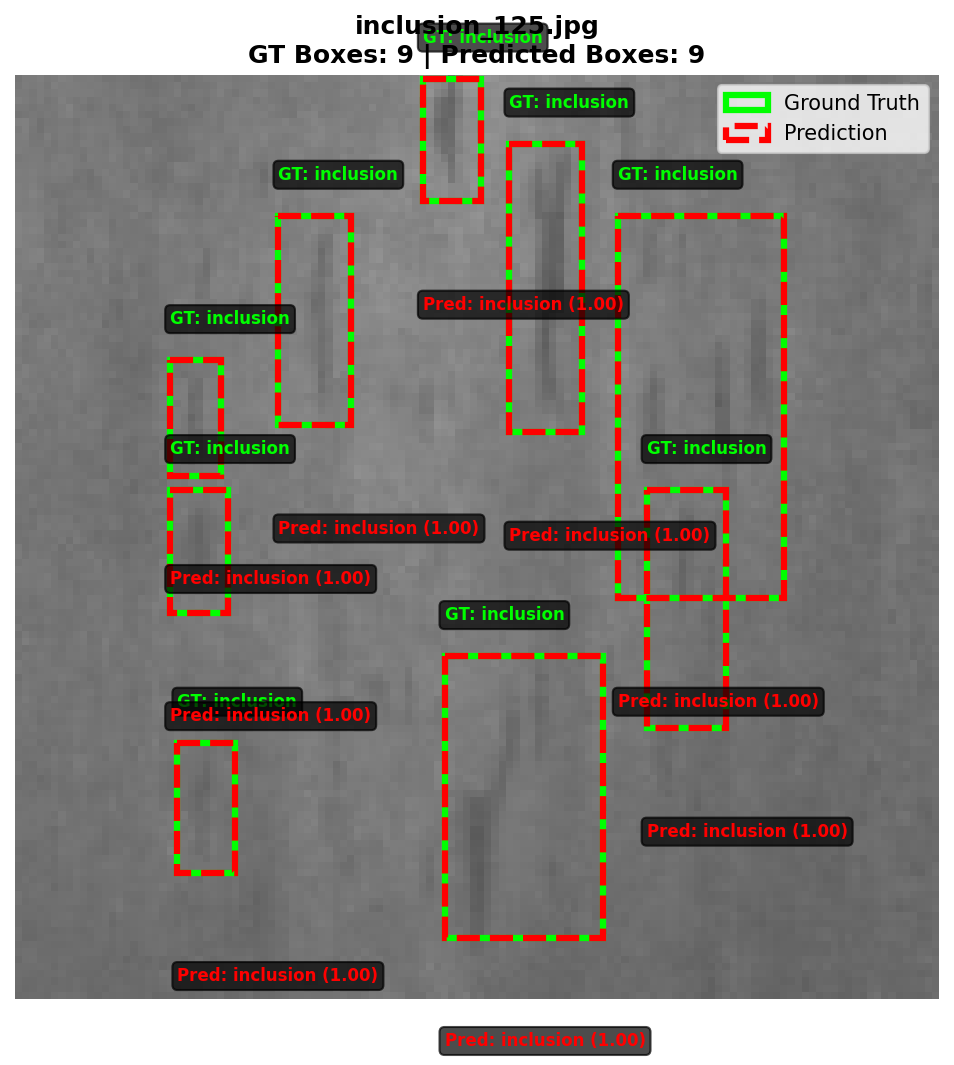 inclusion_125.jpg
GT: inclusion
GT Boxes: 9 | Predicted Boxes: 9
GT: inclusion
Ground Truth
Prediction
GT: inclusion
GT: inclusion
Pred: inclusion (1.00)
GT: inclusion
GT: inclusion
GT: inclusion
Pred: inclusion (1.00)
Pred: inclusion (1.00)
Pred: inclusion (1.00)
GT: inclusion
GT: inclusion
Pred: inclusion (1.00)
Pred: inclusion (1.00)
Pred: inclusion (1.00)
Pred: inclusion (1.00)
Pred: inclusion (1.00)